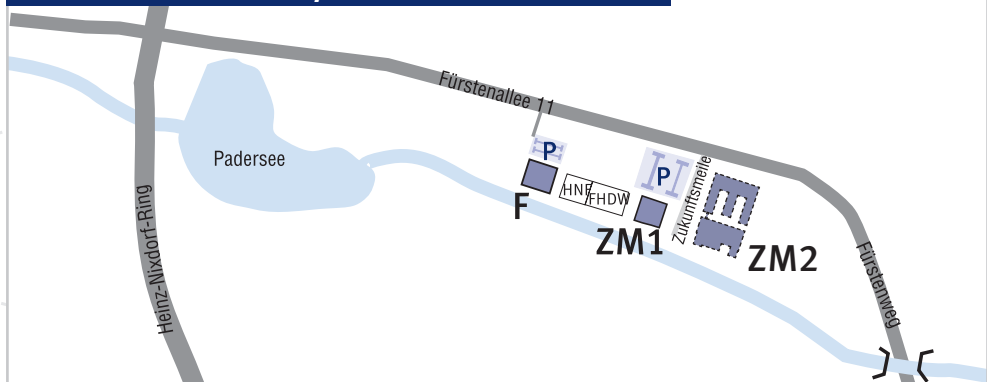 Fürstenallee 11
P
P
Padersee
HNF
FHDW
F
Zukunftsmeile
ZM1
ZM2
Heinz-Nixdorf-Ring
Fürstenweg